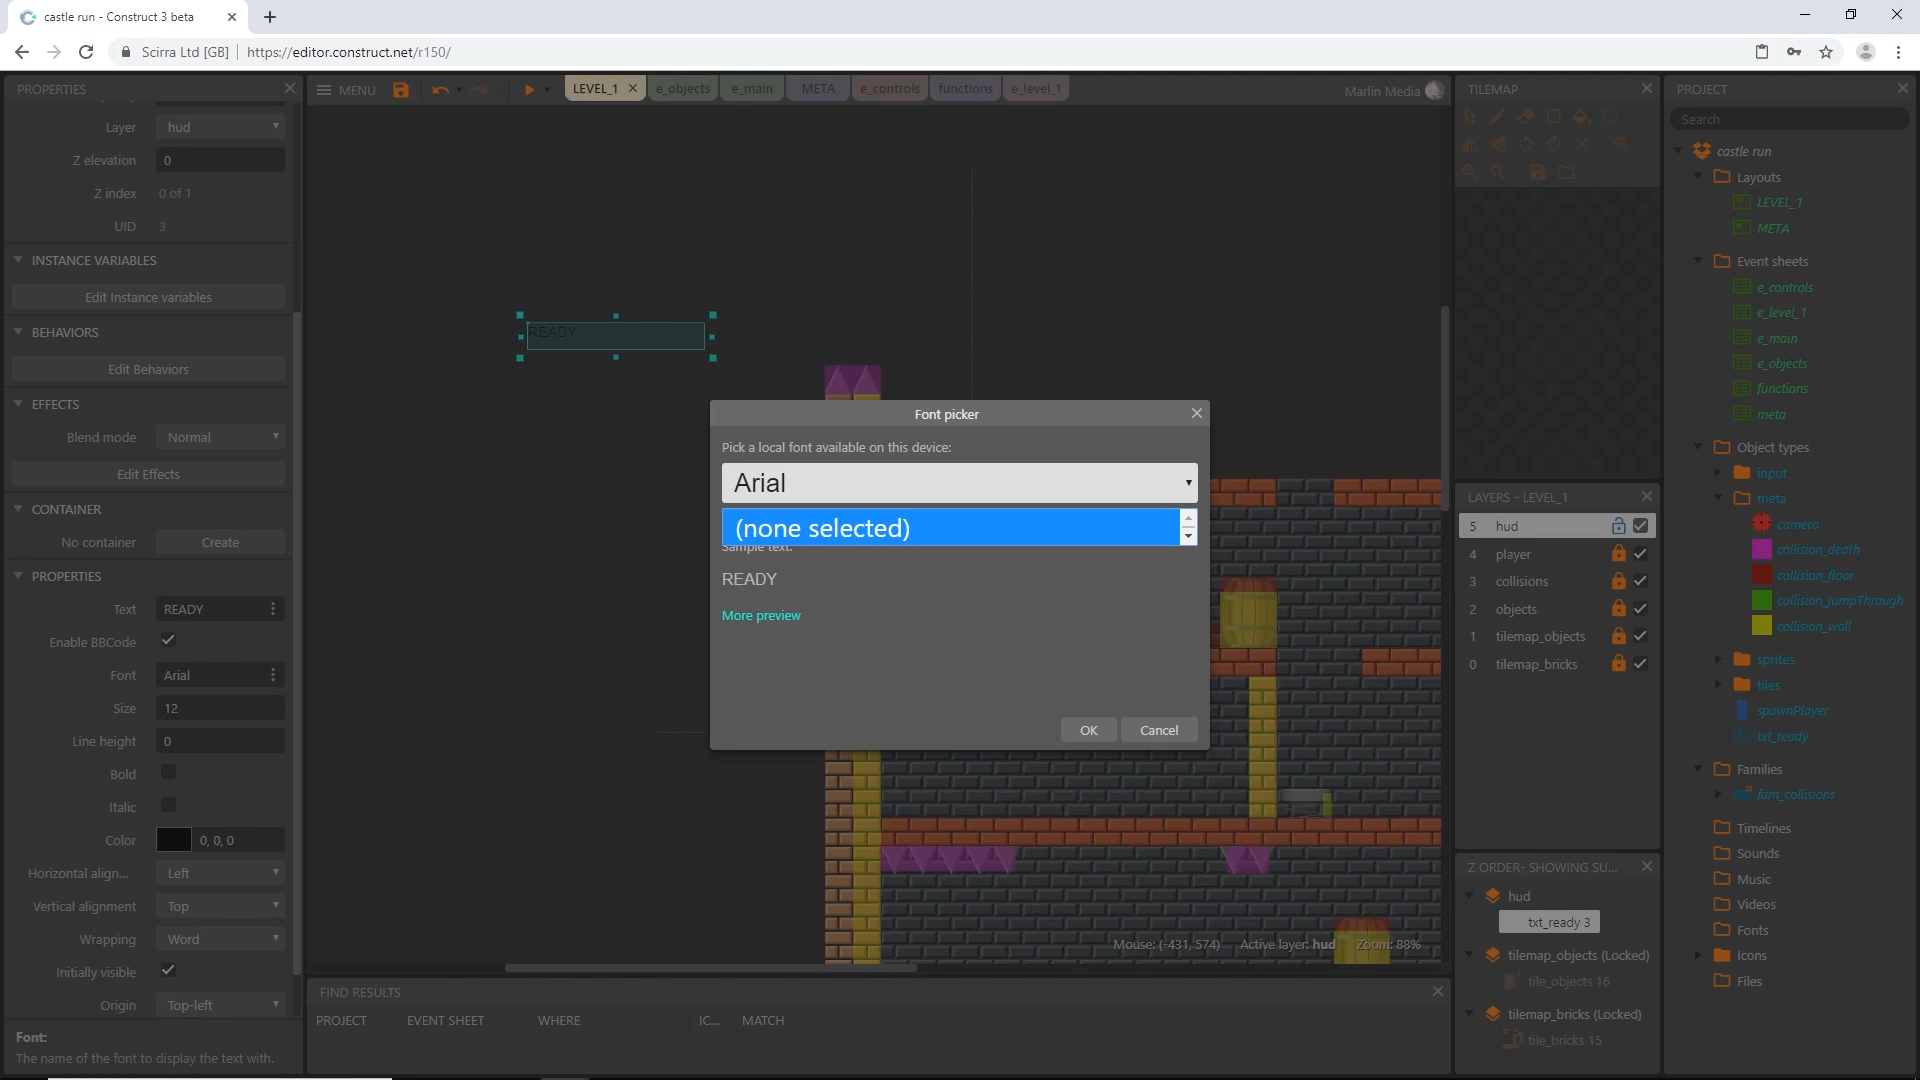 castle run - Construct 3 beta
Scirra Ltd [GB] https://editor.construct.net/r150/
PROPERTIES
Layer hud
Z elevation 0
Z index 0 of 1
UID 3
INSTANCE VARIABLES
Edit Instance variables
BEHAVIORS
Edit Behaviors
EFFECTS
Blend mode Normal
Edit Effects
CONTAINER
No container Create
PROPERTIES
Text READY
Enable BBCode
Font Arial
Size 12
Line height 0
Bold
Italic
Color 0, 0, 0
Horizontal align... Left
Vertical alignment Top
Wrapping Word
Initially visible
Origin Top-left
Font:
The name of the font to display the text with.
MENU
LEVEL_1 e_objects e_main META e_controls functions e_level_1
Marlin Media
READY
Font picker
Pick a local font available on this device:
Arial
(none selected)
Sample text:
READY
More preview
OK Cancel
Mouse: (-431, 574) Active layer: hud Zoom: 88%
FIND RESULTS
PROJECT EVENT SHEET WHERE IC... MATCH
TILEMAP
LAYERS - LEVEL_1
5 hud
4 player
3 collisions
2 objects
1 tilemap_objects
0 tilemap_bricks
Z ORDER- SHOWING SU...
hud
txt_ready 3
tilemap_objects (Locked)
tile_objects 16
tilemap_bricks (Locked)
tile_bricks 15
PROJECT
Search
castle run
Layouts
LEVEL_1
META
Event sheets
e_controls
e_level_1
e_main
e_objects
functions
meta
Object types
input
meta
camera
collision_death
collision_floor
collision_jumpThrough
collision_wall
sprites
tiles
spawnPlayer
txt_ready
Families
fam_collisions
Timelines
Sounds
Music
Videos
Fonts
Icons
Files